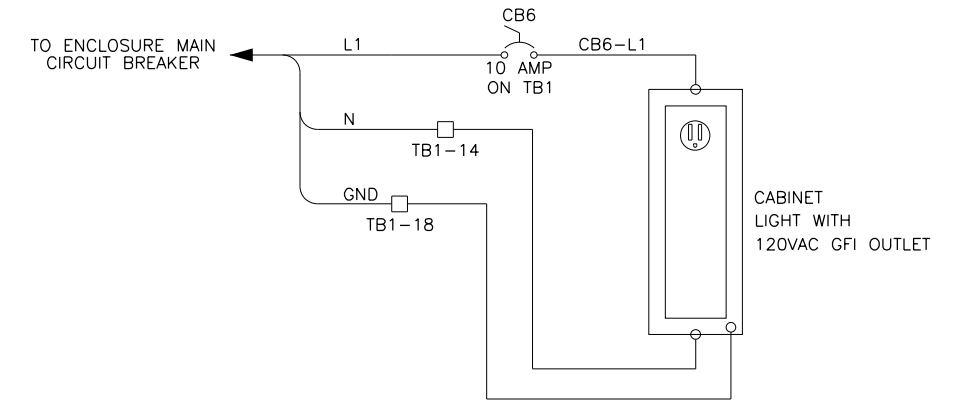 CB6
TO ENCLOSURE MAIN
CIRCUIT BREAKER
L1
CB6-L1
10 AMP
ON TB1
N
TB1-14
GND
TB1-18
CABINET
LIGHT WITH
120VAC GFI OUTLET